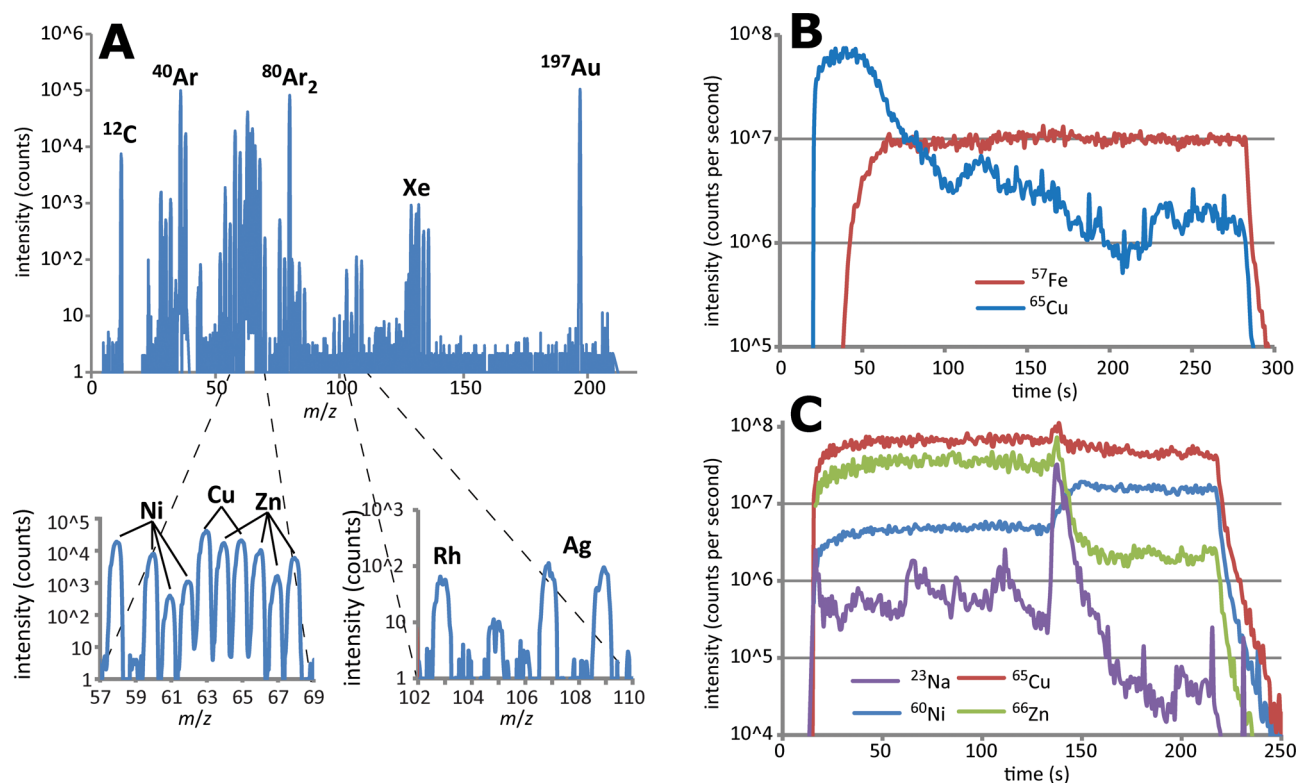 A
10^6
10^5
10^4
10^3
10^2
10
1
intensity (counts)
¹²C
⁴⁰Ar
⁸⁰Ar₂
Xe
¹⁹⁷Au
0 50 100 150 200
m/z
10^5
10^4
10^3
10^2
10
1
intensity (counts)
Ni Cu Zn
57 59 61 63 65 67 69
m/z
10^3
10^2
10
1
intensity (counts)
Rh Ag
102 104 106 108 110
m/z
B
10^8
10^7
10^6
10^5
intensity (counts per second)
⁵⁷Fe
⁶⁵Cu
0 50 100 150 200 250 300
time (s)
C
10^8
10^7
10^6
10^5
10^4
intensity (counts per second)
²³Na ⁶⁵Cu
⁶⁰Ni ⁶⁶Zn
0 50 100 150 200 250
time (s)